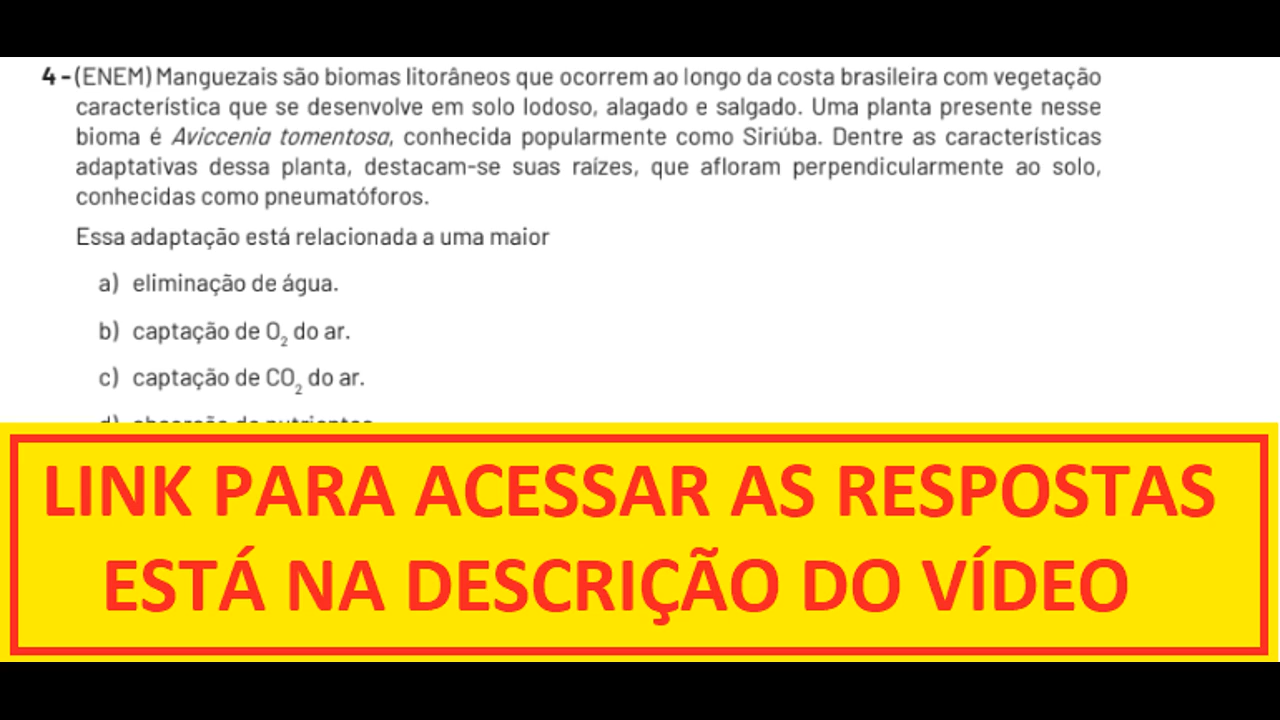 4 - (ENEM) Manguezais são biomas litorâneos que ocorrem ao longo da costa brasileira com vegetação
característica que se desenvolve em solo lodoso, alagado e salgado. Uma planta presente nesse
bioma é Aviccenia tomentosa, conhecida popularmente como Siriúba. Dentre as características
adaptativas dessa planta, destacam-se suas raízes, que afloram perpendicularmente ao solo,
conhecidas como pneumatóforos.
Essa adaptação está relacionada a uma maior
a) eliminação de água.
b) captação de O₂ do ar.
c) captação de CO₂ do ar.
LINK PARA ACESSAR AS RESPOSTAS
ESTÁ NA DESCRIÇÃO DO VÍDEO